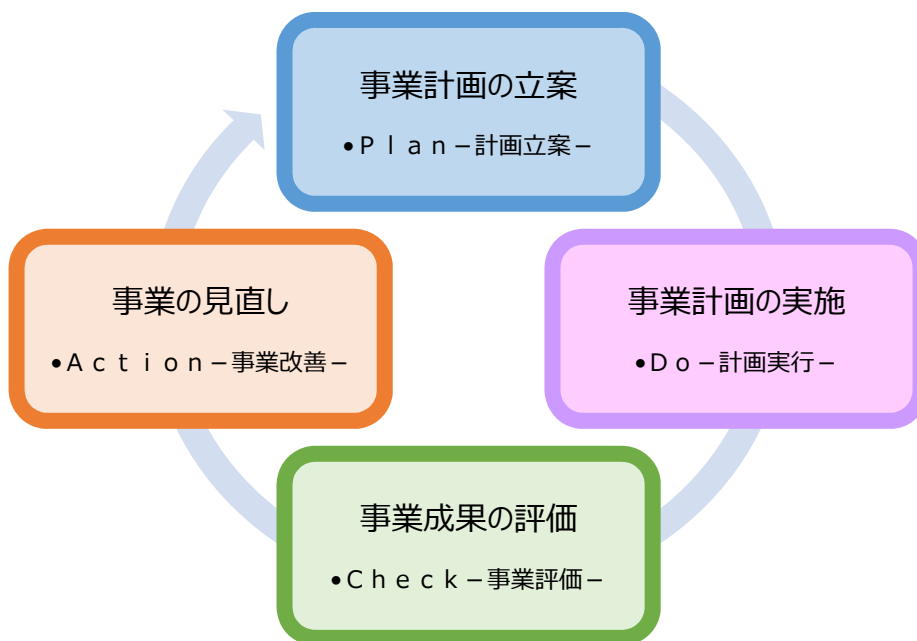 事業計画の立案
•Ｐｌａｎ－計画立案－
事業計画の実施
•Ｄｏ－計画実行－
事業成果の評価
•Ｃｈｅｃｋ－事業評価－
事業の見直し
•Ａｃｔｉｏｎ－事業改善－